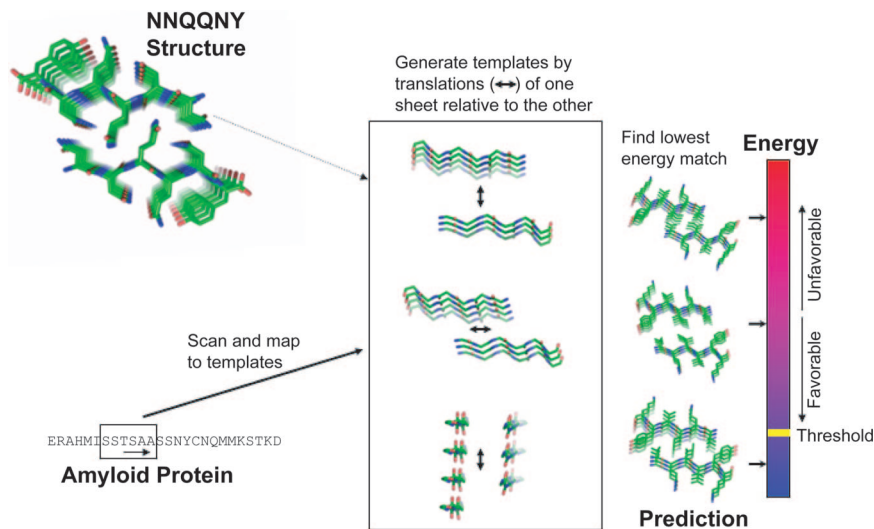 NNQQNY
Structure
Generate templates by
translations (↔) of one
sheet relative to the other
Find lowest
energy match
Energy
Unfavorable
Favorable
Threshold
Scan and map
to templates
ERAHMISSTSAASSNYCNQMMKSTKD
Amyloid Protein
Prediction